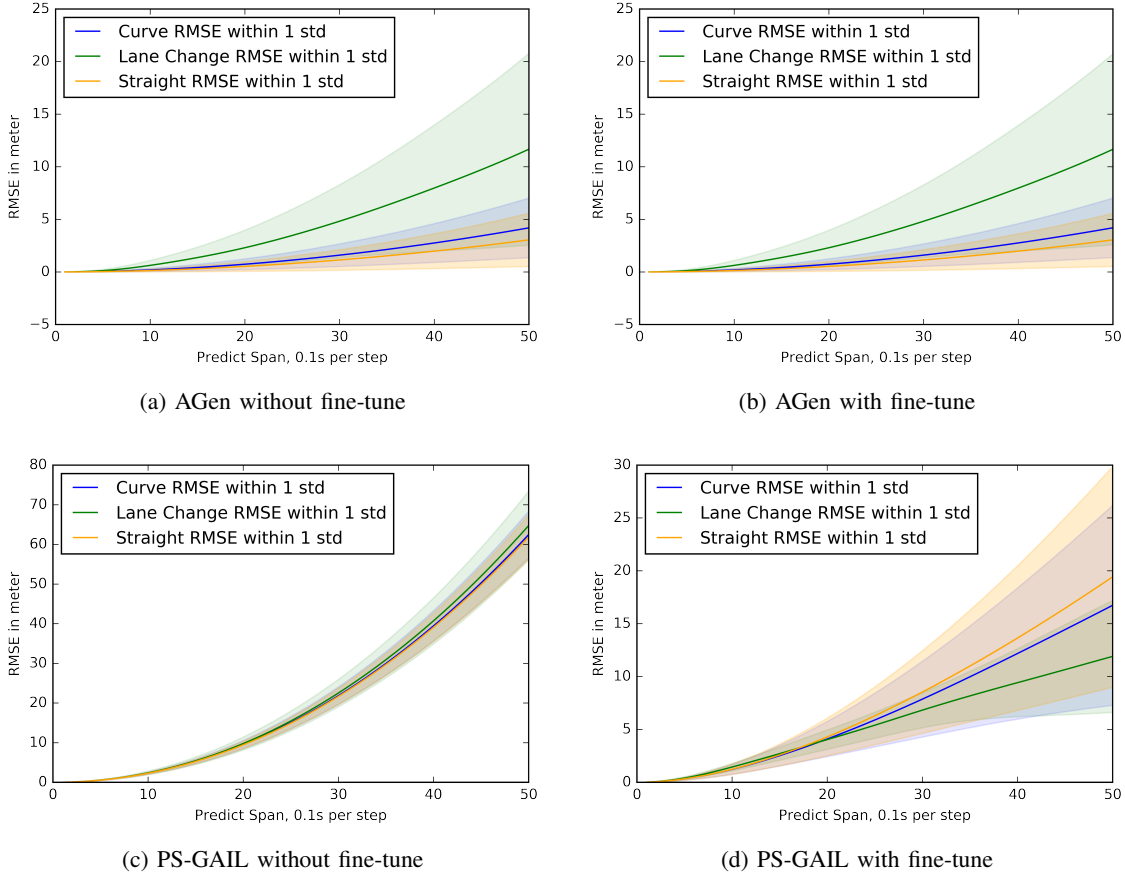 25
20
15
10
5
0
−5
RMSE in meter
Curve RMSE within 1 std
Lane Change RMSE within 1 std
Straight RMSE within 1 std
0 10 20 30 40 50
Predict Span, 0.1s per step
(a) AGen without fine-tune
25
20
15
10
5
0
−5
RMSE in meter
Curve RMSE within 1 std
Lane Change RMSE within 1 std
Straight RMSE within 1 std
0 10 20 30 40 50
Predict Span, 0.1s per step
(b) AGen with fine-tune
80
70
60
50
40
30
20
10
0
RMSE in meter
Curve RMSE within 1 std
Lane Change RMSE within 1 std
Straight RMSE within 1 std
0 10 20 30 40 50
Predict Span, 0.1s per step
(c) PS-GAIL without fine-tune
30
25
20
15
10
5
0
RMSE in meter
Curve RMSE within 1 std
Lane Change RMSE within 1 std
Straight RMSE within 1 std
0 10 20 30 40 50
Predict Span, 0.1s per step
(d) PS-GAIL with fine-tune